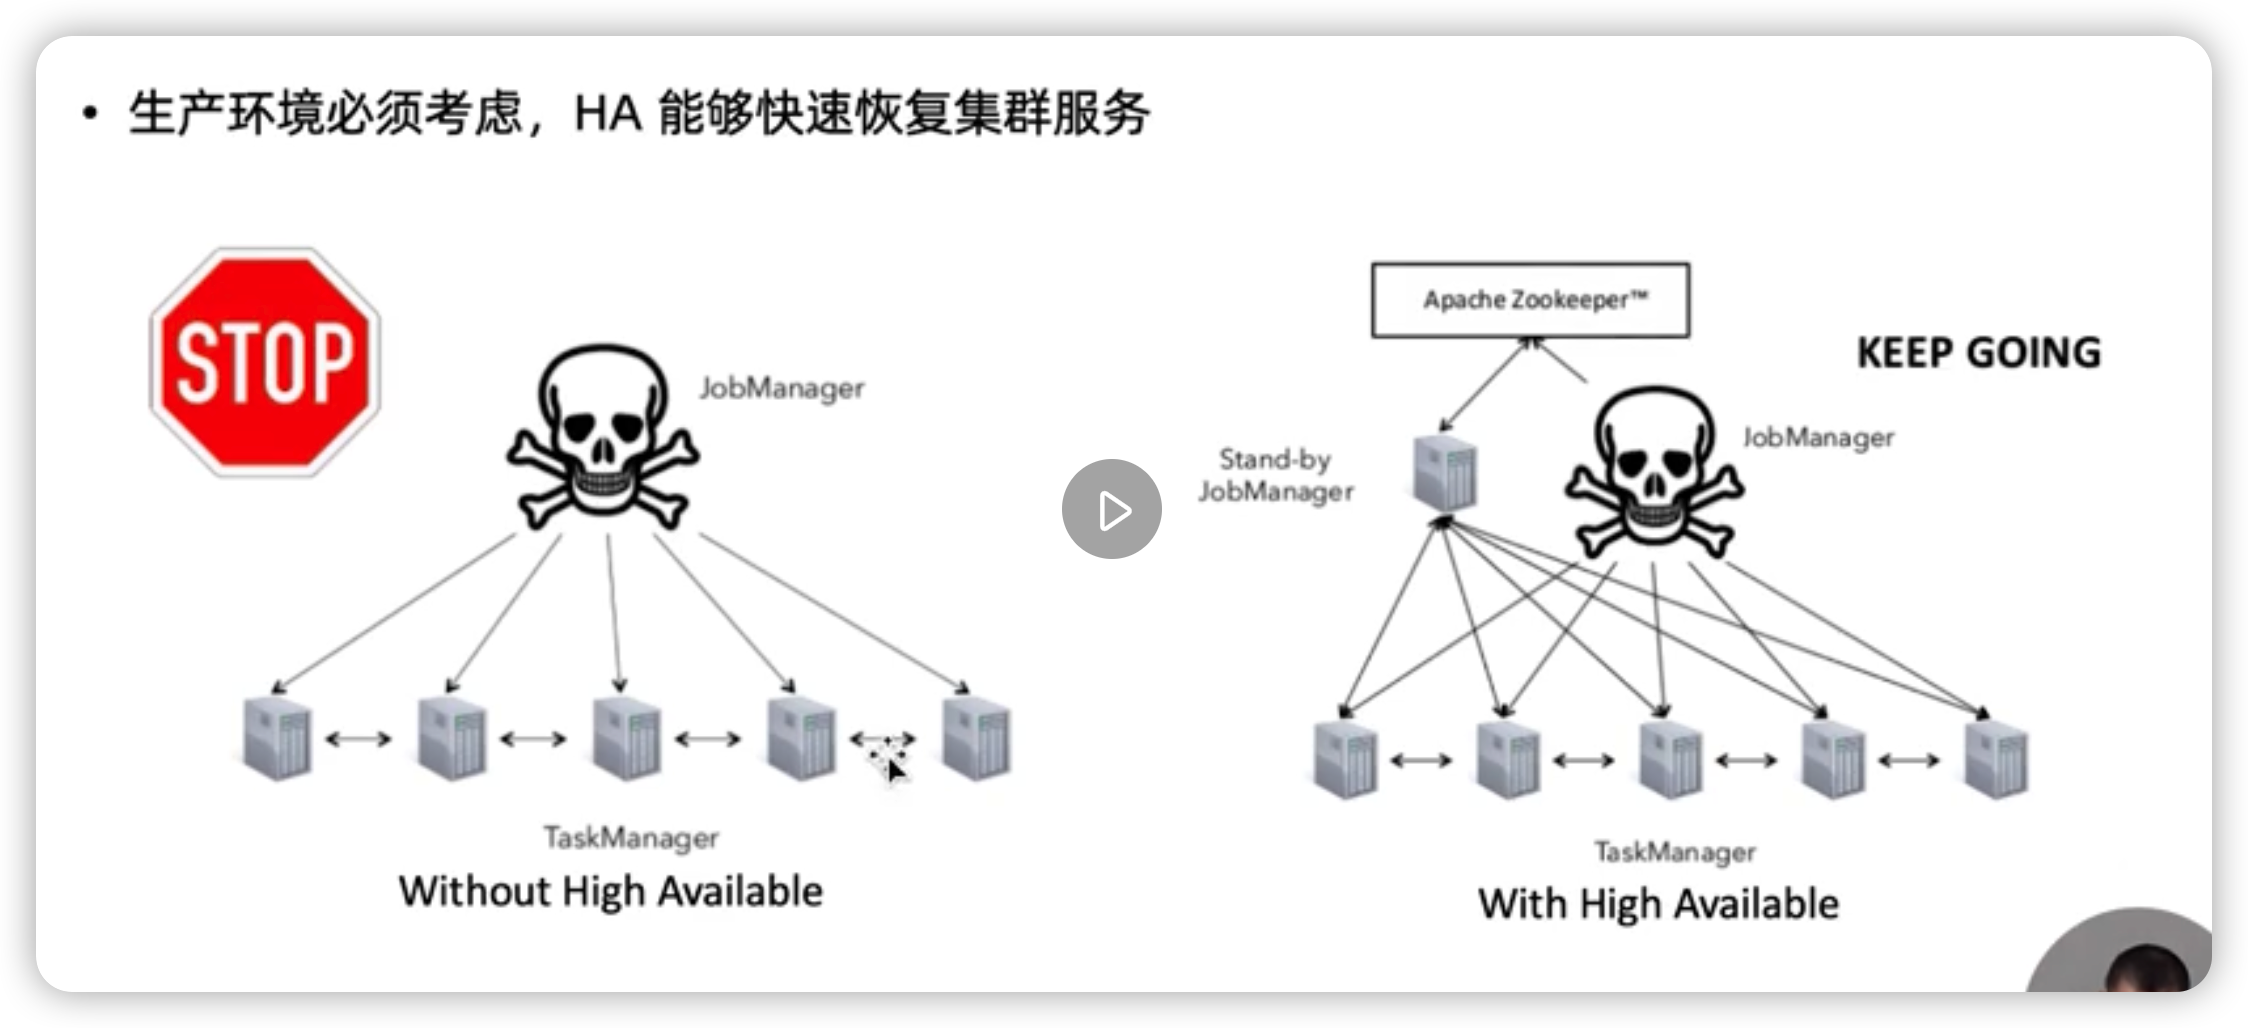 • 生产环境必须考虑，HA 能够快速恢复集群服务
STOP
JobManager
TaskManager
Without High Available
Apache Zookeeper™
KEEP GOING
JobManager
Stand-by
JobManager
TaskManager
With High Available